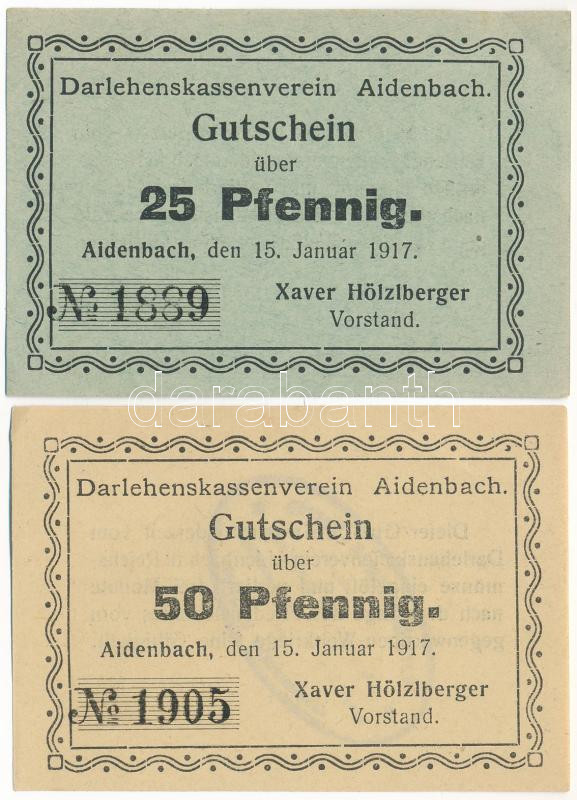 Darlehenskassenverein Aidenbach.
Gutschein
über
25 Pfennig.
Aidenbach, den 15. Januar 1917.
№ 1889
Xaver Hölzlberger
Vorstand.
darabanth
Darlehenskassenverein Aidenbach.
Gutschein
über
50 Pfennig.
Aidenbach, den 15. Januar 1917.
№ 1905
Xaver Hölzlberger
Vorstand.